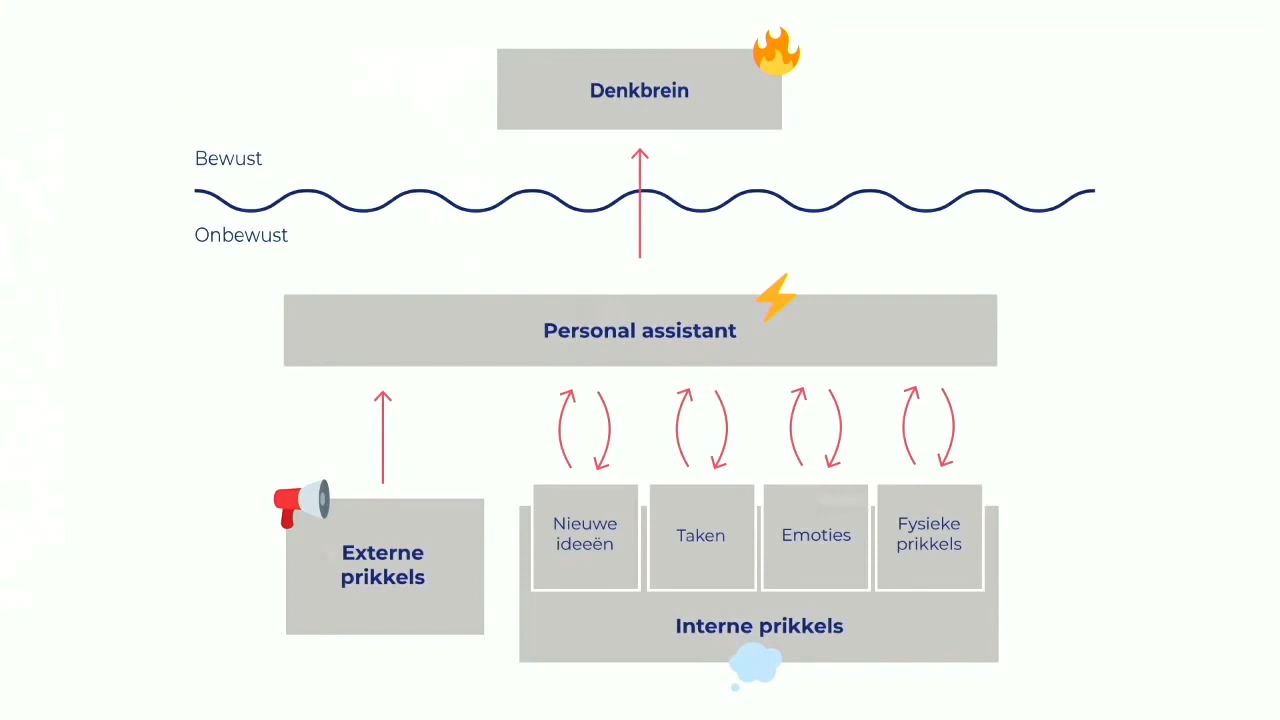 Denkbrein
Bewust
Onbewust
Personal assistant
Externe
prikkels
Nieuwe
ideeën
Taken
Emoties
Fysieke
prikkels
Interne prikkels